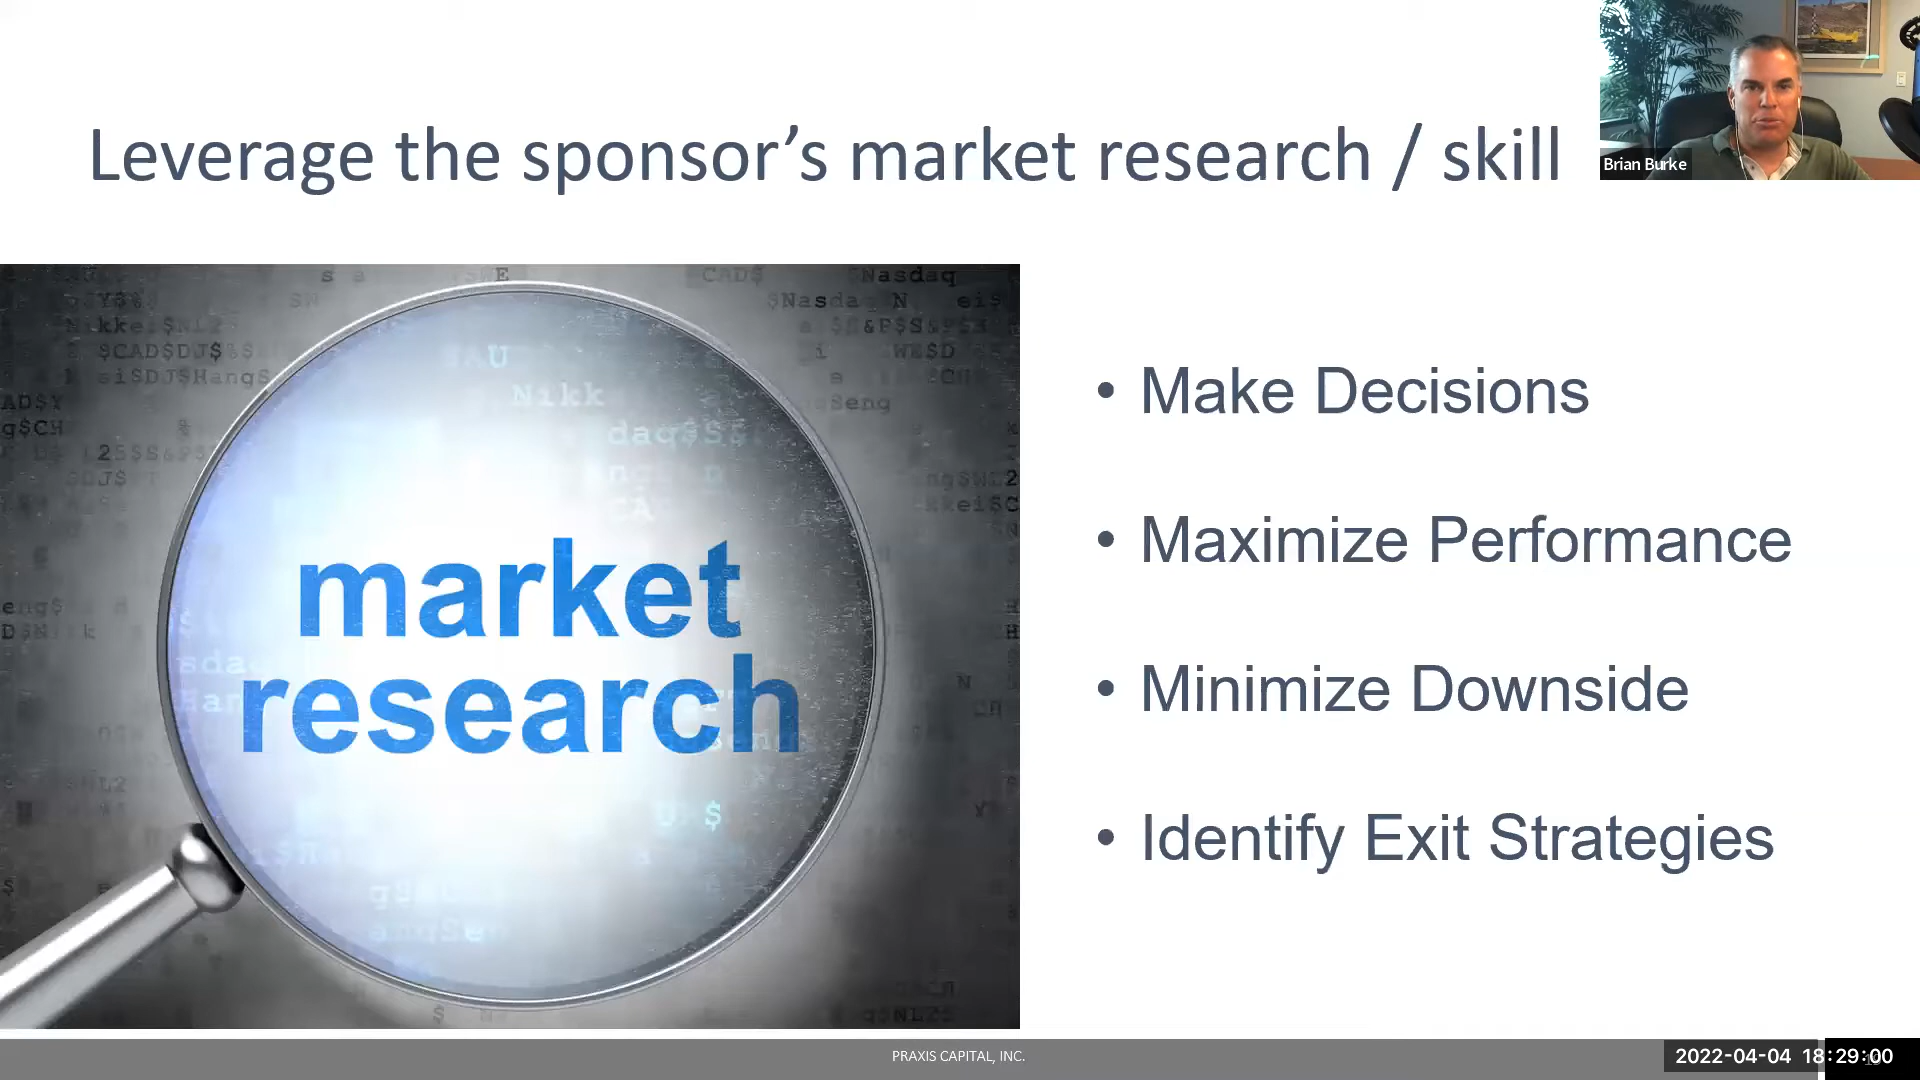 Leverage the sponsor’s market research / skill
Brian Burke
market
research
• Make Decisions
• Maximize Performance
• Minimize Downside
• Identify Exit Strategies
PRAXIS CAPITAL, INC.
2022-04-04 18:29:00